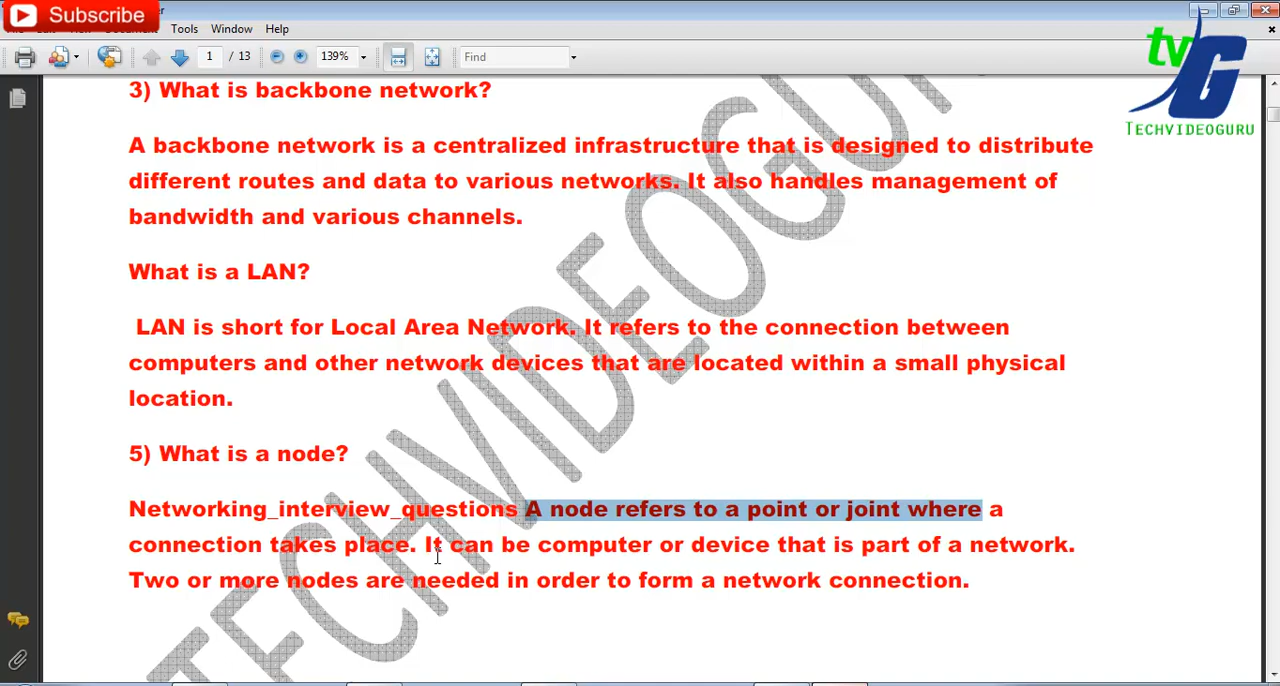 Subscribe
Tools Window Help
1 / 13 139% Find
tv G
TECHVIDEOGURU
3) What is backbone network?
A backbone network is a centralized infrastructure that is designed to distribute
different routes and data to various networks. It also handles management of
bandwidth and various channels.
What is a LAN?
LAN is short for Local Area Network. It refers to the connection between
computers and other network devices that are located within a small physical
location.
5) What is a node?
Networking_interview_questions A node refers to a point or joint where a
connection takes place. It can be computer or device that is part of a network.
Two or more nodes are needed in order to form a network connection.
TECHVIDEOGU